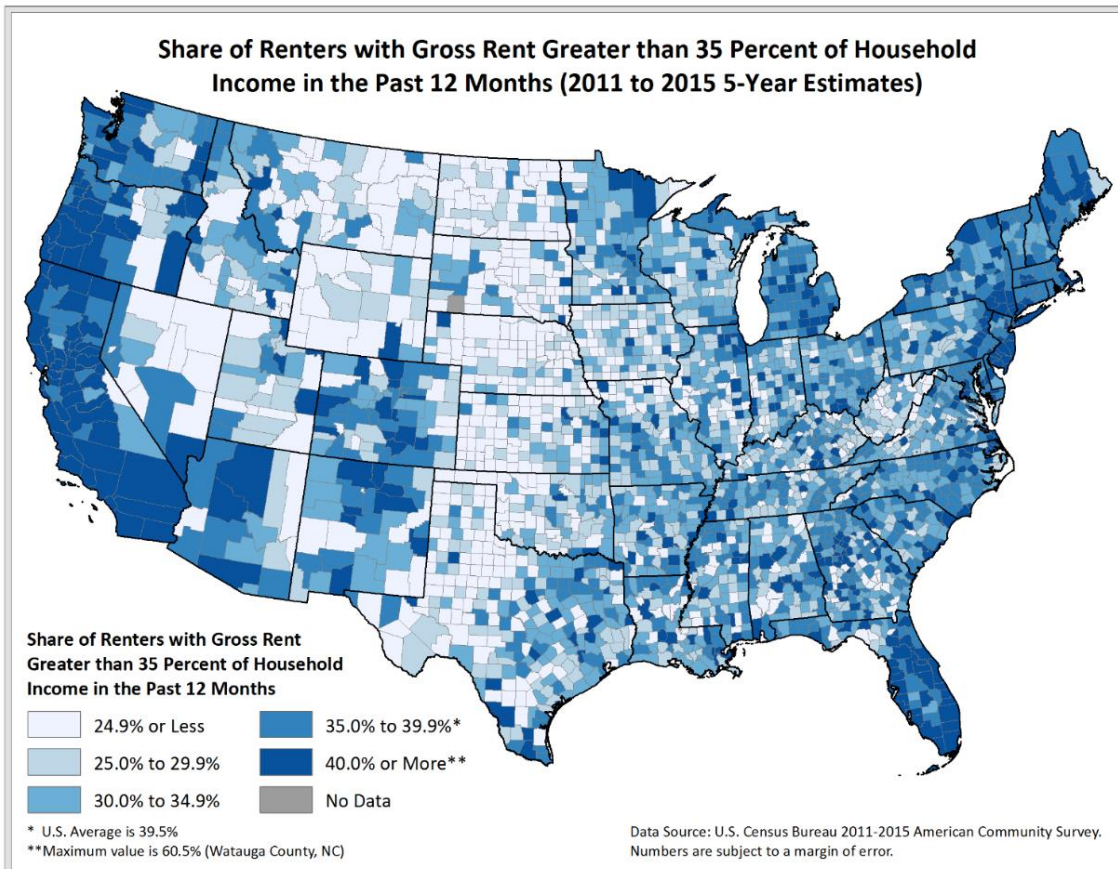 Share of Renters with Gross Rent Greater than 35 Percent of Household
Income in the Past 12 Months (2011 to 2015 5-Year Estimates)
Share of Renters with Gross Rent
Greater than 35 Percent of Household
Income in the Past 12 Months
24.9% or Less
25.0% to 29.9%
30.0% to 34.9%
35.0% to 39.9%*
40.0% or More**
No Data
* U.S. Average is 39.5%
**Maximum value is 60.5% (Watauga County, NC)
Data Source: U.S. Census Bureau 2011-2015 American Community Survey.
Numbers are subject to a margin of error.